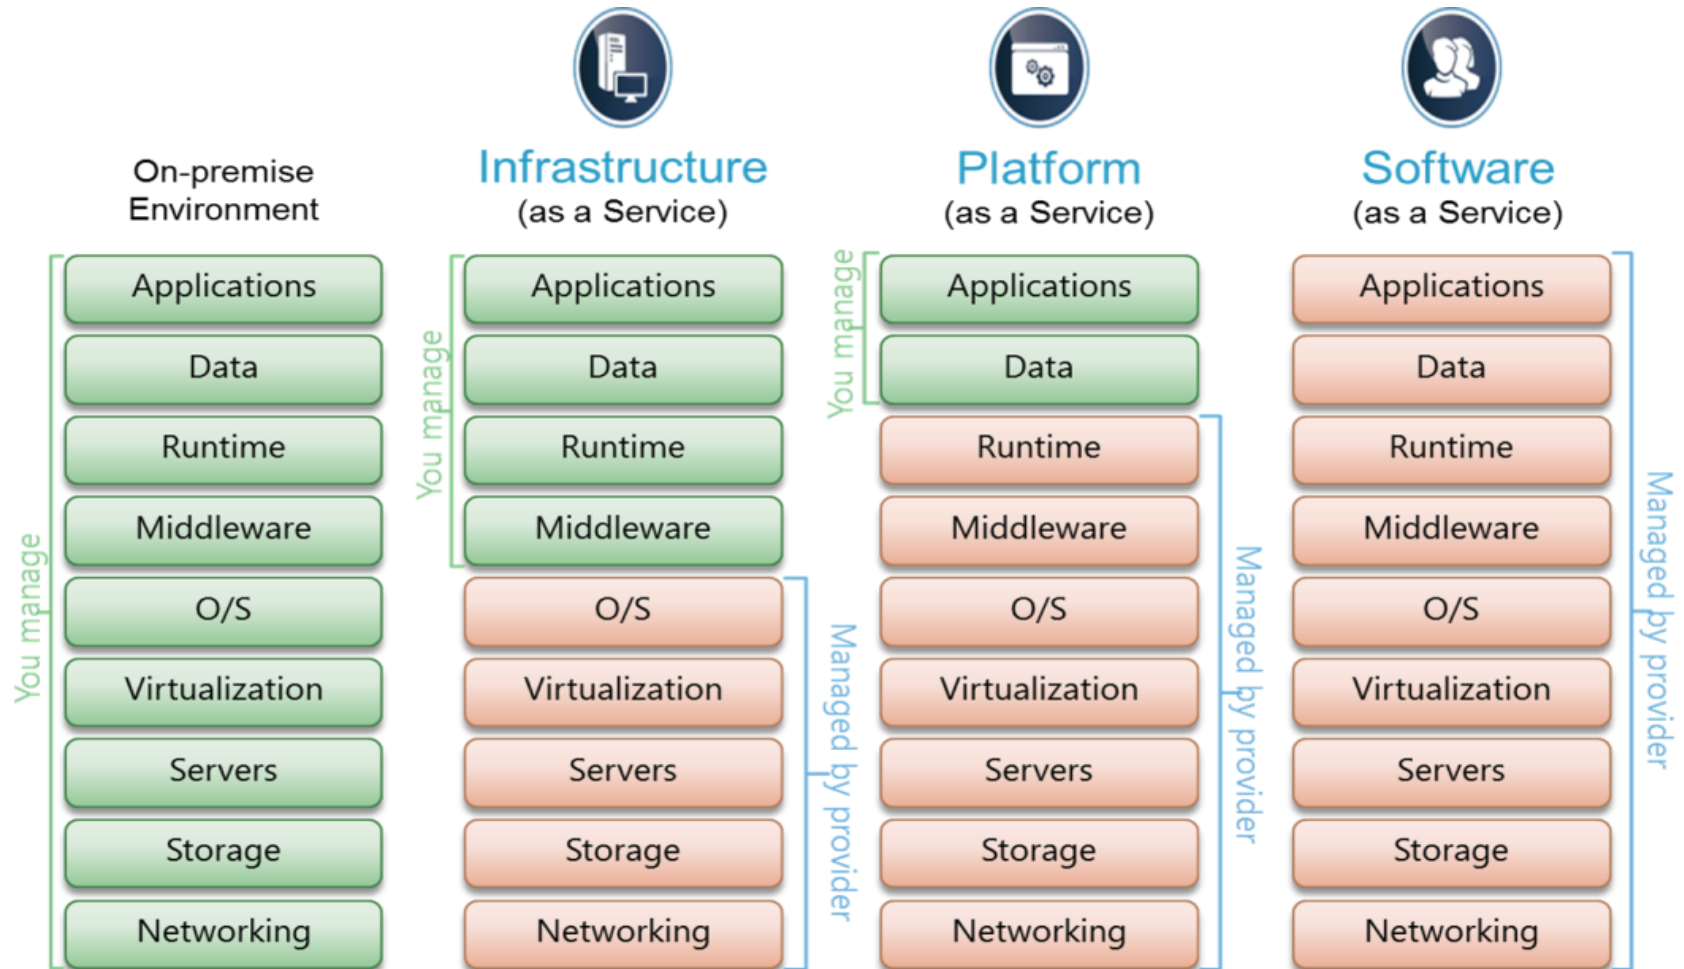 On-premise
Environment
You manage
Applications
Data
Runtime
Middleware
O/S
Virtualization
Servers
Storage
Networking
Infrastructure
(as a Service)
You manage
Applications
Data
Runtime
Middleware
O/S
Virtualization
Servers
Storage
Networking
Managed by provider
Platform
(as a Service)
You manage
Applications
Data
Runtime
Middleware
O/S
Virtualization
Servers
Storage
Networking
Managed by provider
Software
(as a Service)
Applications
Data
Runtime
Middleware
O/S
Virtualization
Servers
Storage
Networking
Managed by provider